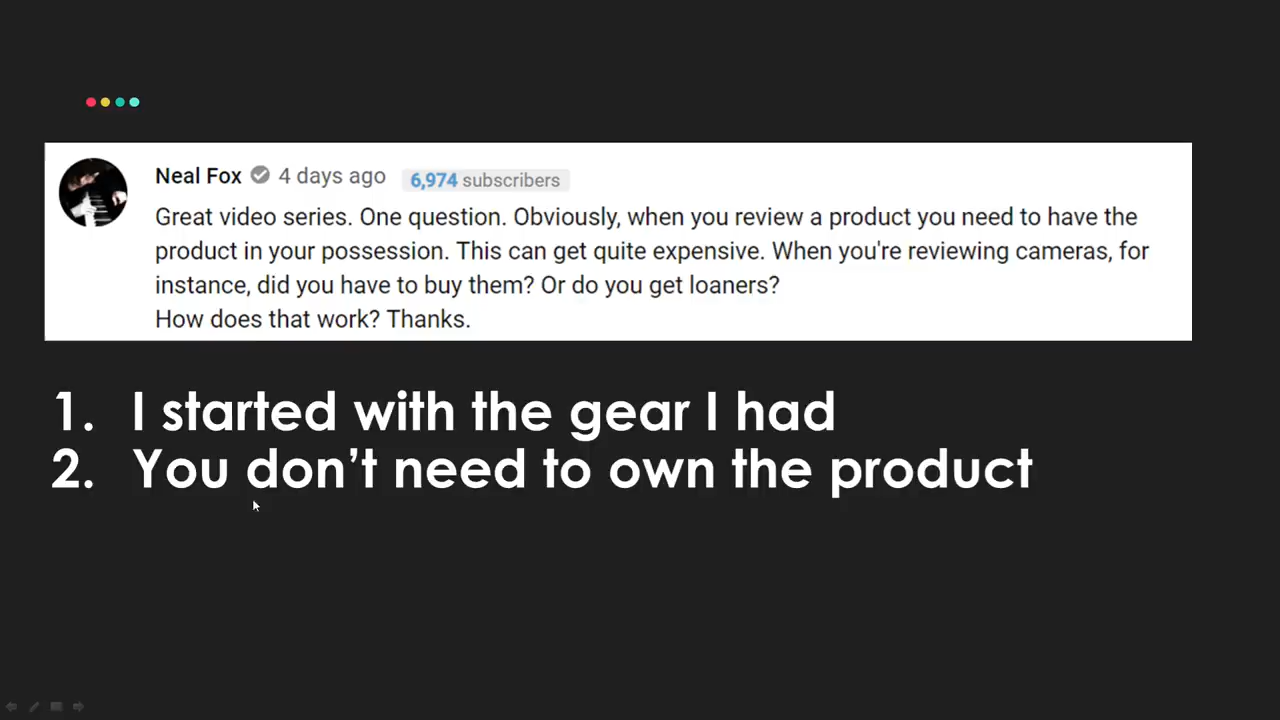 Neal Fox 4 days ago 6,974 subscribers
Great video series. One question. Obviously, when you review a product you need to have the
product in your possession. This can get quite expensive. When you're reviewing cameras, for
instance, did you have to buy them? Or do you get loaners?
How does that work? Thanks.
1. I started with the gear I had
2. You don’t need to own the product